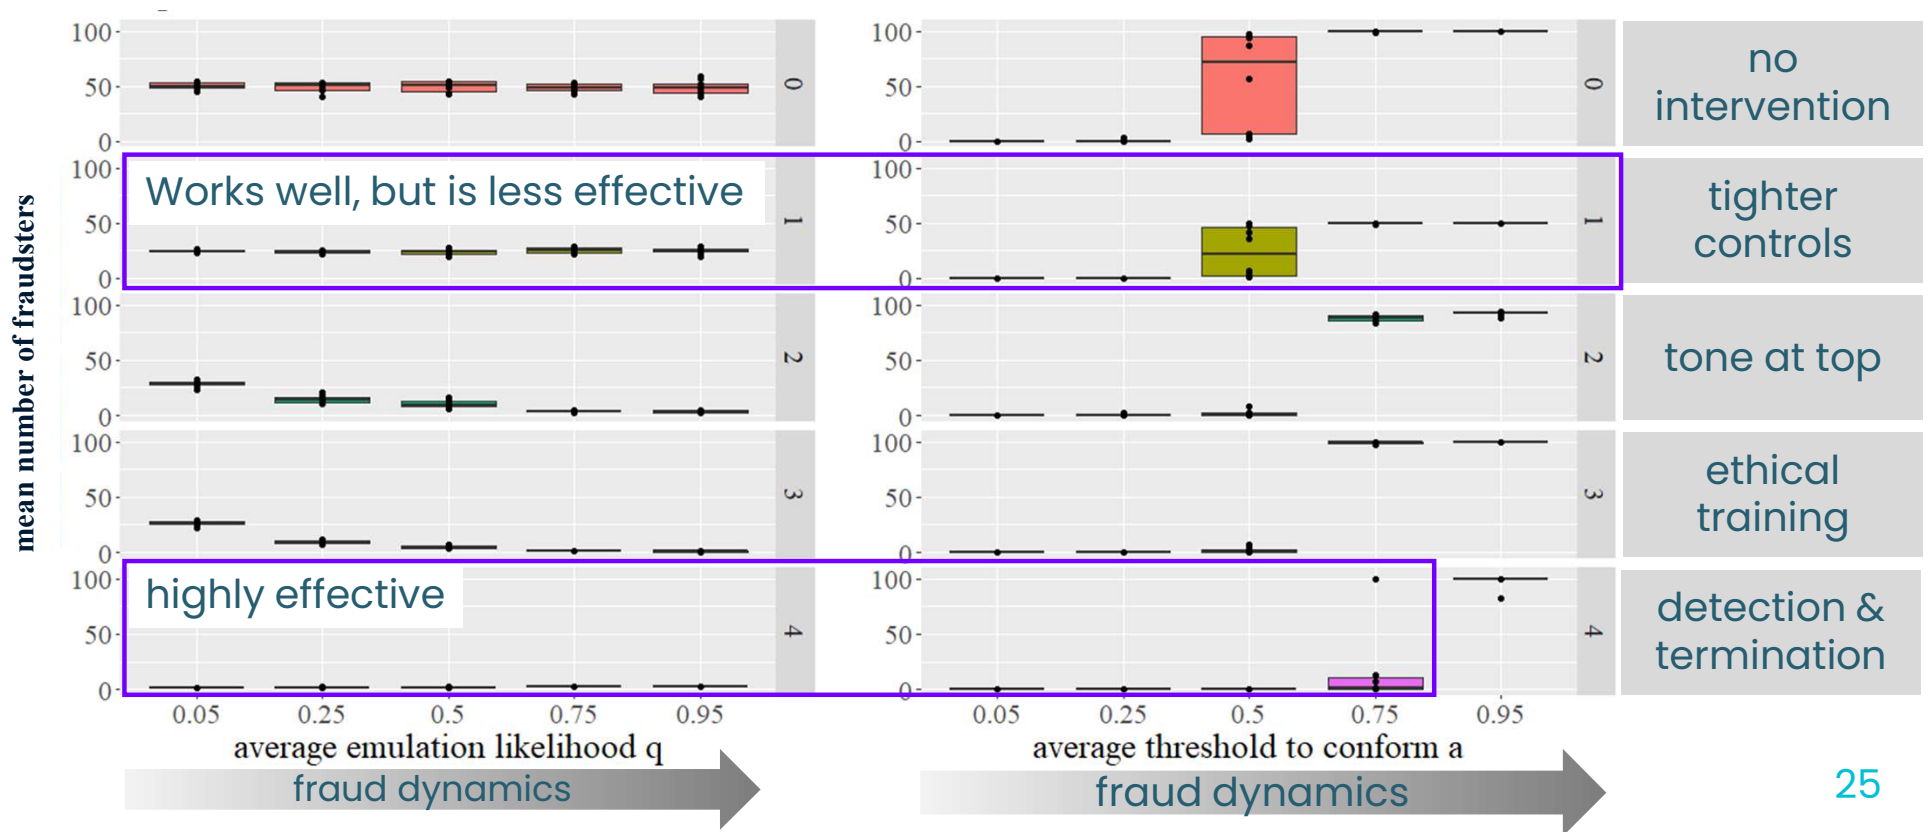 mean number of fraudsters
100
50
0
0
100
50
0
0
no
intervention
100
50
0
1
Works well, but is less effective
100
50
0
1
tighter
controls
100
50
0
2
100
50
0
2
tone at top
100
50
0
3
100
50
0
3
ethical
training
100
50
0
4
highly effective
100
50
0
4
detection &
termination
0.05 0.25 0.5 0.75 0.95
0.05 0.25 0.5 0.75 0.95
average emulation likelihood q
average threshold to conform a
fraud dynamics
fraud dynamics
25